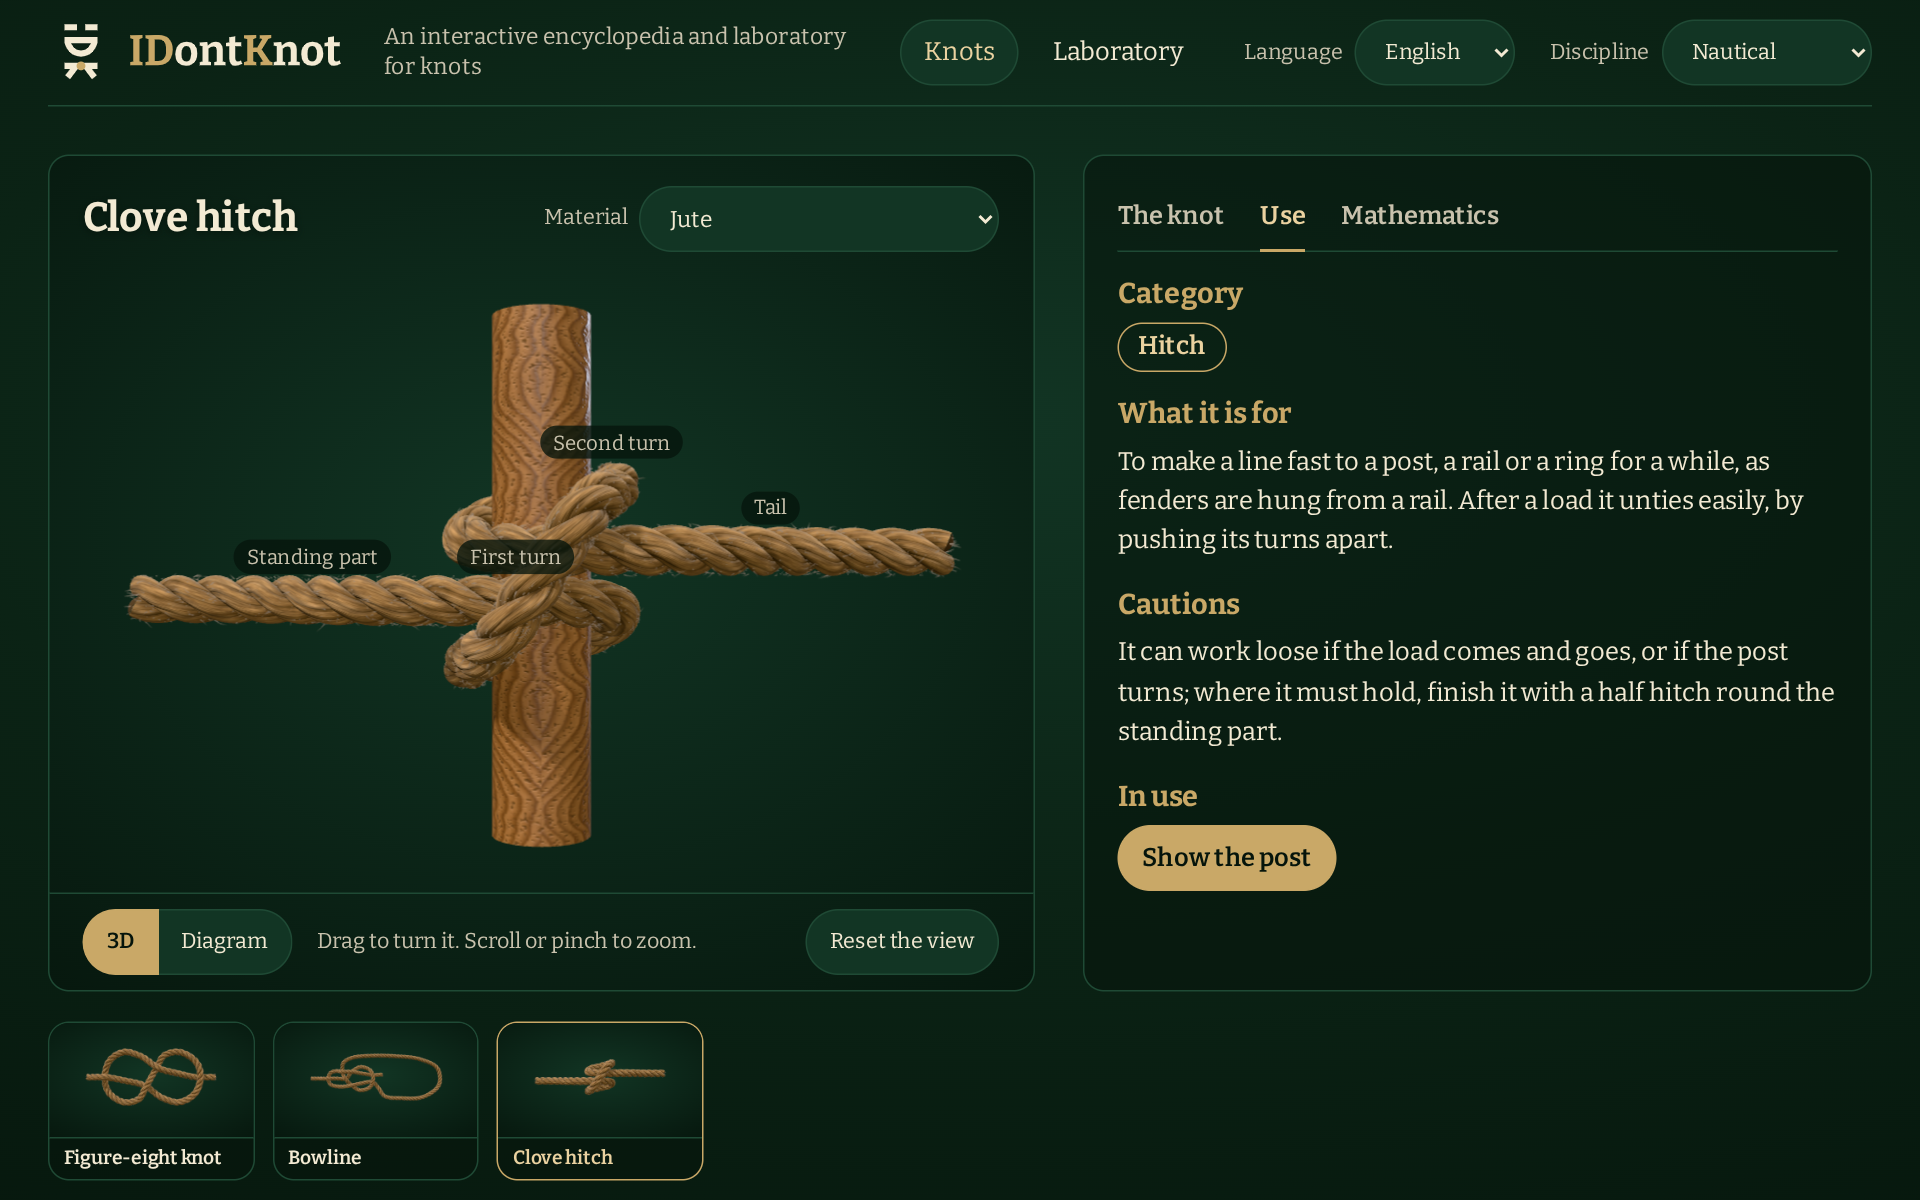 IDontKnot
An interactive encyclopedia and laboratory
for knots
Knots
Laboratory
Language
English
Discipline
Nautical
Clove hitch
Material
Jute
Second turn
Tail
Standing part
First turn
3D
Diagram
Drag to turn it. Scroll or pinch to zoom.
Reset the view
The knot
Use
Mathematics
Category
Hitch
What it is for
To make a line fast to a post, a rail or a ring for a while, as
fenders are hung from a rail. After a load it unties easily, by
pushing its turns apart.
Cautions
It can work loose if the load comes and goes, or if the post
turns; where it must hold, finish it with a half hitch round the
standing part.
In use
Show the post
Figure-eight knot
Bowline
Clove hitch